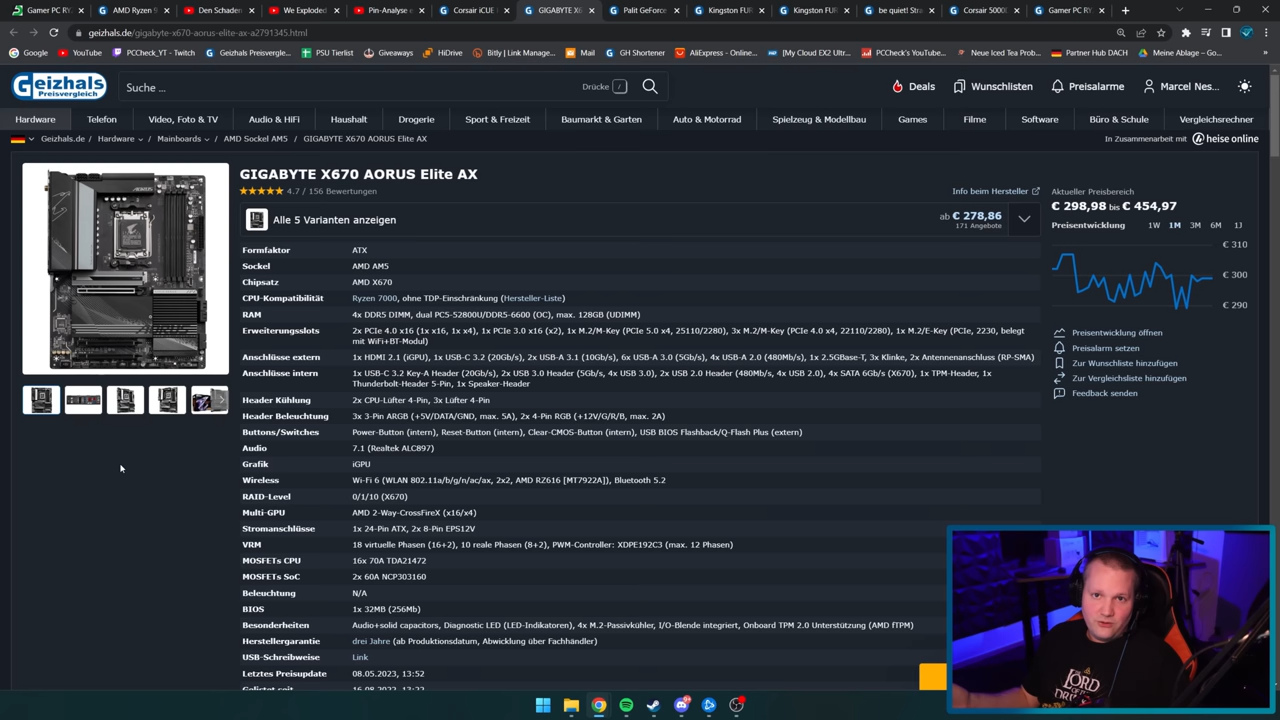 Gamer PC RY
AMD Ryzen 9
Den Schaden
We Exploded
Pin-Analyse e
Corsair iCUE
GIGABYTE X6
Palit GeForce
Kingston FUR
Kingston FUR
be quiet! Stra
Corsair 5000
Gamer PC RY
geizhals.de/gigabyte-x670-aorus-elite-ax-a2791345.html
Google
YouTube
PCCheck_YT - Twitch
Geizhals Preisvergle...
PSU Tierlist
Giveaways
HiDrive
Bitly | Link Manage...
Mail
GH Shortener
AliExpress - Online...
[My Cloud EX2 Ultr...
PCCheck's YouTube...
Neue Iced Tea Prob...
Partner Hub DACH
Meine Ablage – Go...
Geizhals
Preisvergleich
Suche ...
Drücke /
Deals
Wunschlisten
Preisalarme
Marcel Nes...
Hardware
Telefon
Video, Foto & TV
Audio & HiFi
Haushalt
Drogerie
Sport & Freizeit
Baumarkt & Garten
Auto & Motorrad
Spielzeug & Modellbau
Games
Filme
Software
Büro & Schule
Vergleichsrechner
Geizhals.de / Hardware / Mainboards / AMD Sockel AM5 / GIGABYTE X670 AORUS Elite AX
In Zusammenarbeit mit heise online
GIGABYTE X670 AORUS Elite AX
4.7 / 156 Bewertungen
Info beim Hersteller
Alle 5 Varianten anzeigen
ab € 278,86
171 Angebote
Formfaktor ATX
Sockel AMD AM5
Chipsatz AMD X670
CPU-Kompatibilität Ryzen 7000, ohne TDP-Einschränkung (Hersteller-Liste)
RAM 4x DDR5 DIMM, dual PC5-52800U/DDR5-6600 (OC), max. 128GB (UDIMM)
Erweiterungsslots 2x PCIe 4.0 x16 (1x x16, 1x x4), 1x PCIe 3.0 x16 (x2), 1x M.2/M-Key (PCIe 5.0 x4, 25110/2280), 3x M.2/M-Key (PCIe 4.0 x4, 22110/2280), 1x M.2/E-Key (PCIe, 2230, belegt
mit WiFi+BT-Modul)
Anschlüsse extern 1x HDMI 2.1 (iGPU), 1x USB-C 3.2 (20Gb/s), 2x USB-A 3.1 (10Gb/s), 6x USB-A 3.0 (5Gb/s), 4x USB-A 2.0 (480Mb/s), 1x 2.5GBase-T, 3x Klinke, 2x Antennenanschluss (RP-SMA)
Anschlüsse intern 1x USB-C 3.2 Key-A Header (20Gb/s), 2x USB 3.0 Header (5Gb/s, 4x USB 3.0), 2x USB 2.0 Header (480Mb/s, 4x USB 2.0), 4x SATA 6Gb/s (X670), 1x TPM-Header, 1x
Thunderbolt-Header 5-Pin, 1x Speaker-Header
Header Kühlung 2x CPU-Lüfter 4-Pin, 3x Lüfter 4-Pin
Header Beleuchtung 3x 3-Pin ARGB (+5V/DATA/GND, max. 5A), 2x 4-Pin RGB (+12V/G/R/B, max. 2A)
Buttons/Switches Power-Button (intern), Reset-Button (intern), Clear-CMOS-Button (intern), USB BIOS Flashback/Q-Flash Plus (extern)
Audio 7.1 (Realtek ALC897)
Grafik iGPU
Wireless Wi-Fi 6 (WLAN 802.11a/b/g/n/ac/ax, 2x2, AMD RZ616 [MT7922A]), Bluetooth 5.2
RAID-Level 0/1/10 (X670)
Multi-GPU AMD 2-Way-CrossFireX (x16/x4)
Stromanschlüsse 1x 24-Pin ATX, 2x 8-Pin EPS12V
VRM 18 virtuelle Phasen (16+2), 10 reale Phasen (8+2), PWM-Controller: XDPE192C3 (max. 12 Phasen)
MOSFETs CPU 16x 70A TDA21472
MOSFETs SoC 2x 60A NCP303160
Beleuchtung N/A
BIOS 1x 32MB (256Mb)
Besonderheiten Audio+solid capacitors, Diagnostic LED (LED-Indikatoren), 4x M.2-Passivkühler, I/O-Blende integriert, Onboard TPM 2.0 Unterstützung (AMD fTPM)
Herstellergarantie drei Jahre (ab Produktionsdatum, Abwicklung über Fachhändler)
USB-Schreibweise Link
Letztes Preisupdate 08.05.2023, 13:52
Gelistet seit 16.08.2022, 13:22
Aktueller Preisbereich
€ 298,98 bis € 454,97
Preisentwicklung 1W 1M 3M 6M 1J
€ 310
€ 300
€ 290
Preisentwicklung öffnen
Preisalarm setzen
Zur Wunschliste hinzufügen
Zur Vergleichsliste hinzufügen
Feedback senden
THE
LORD